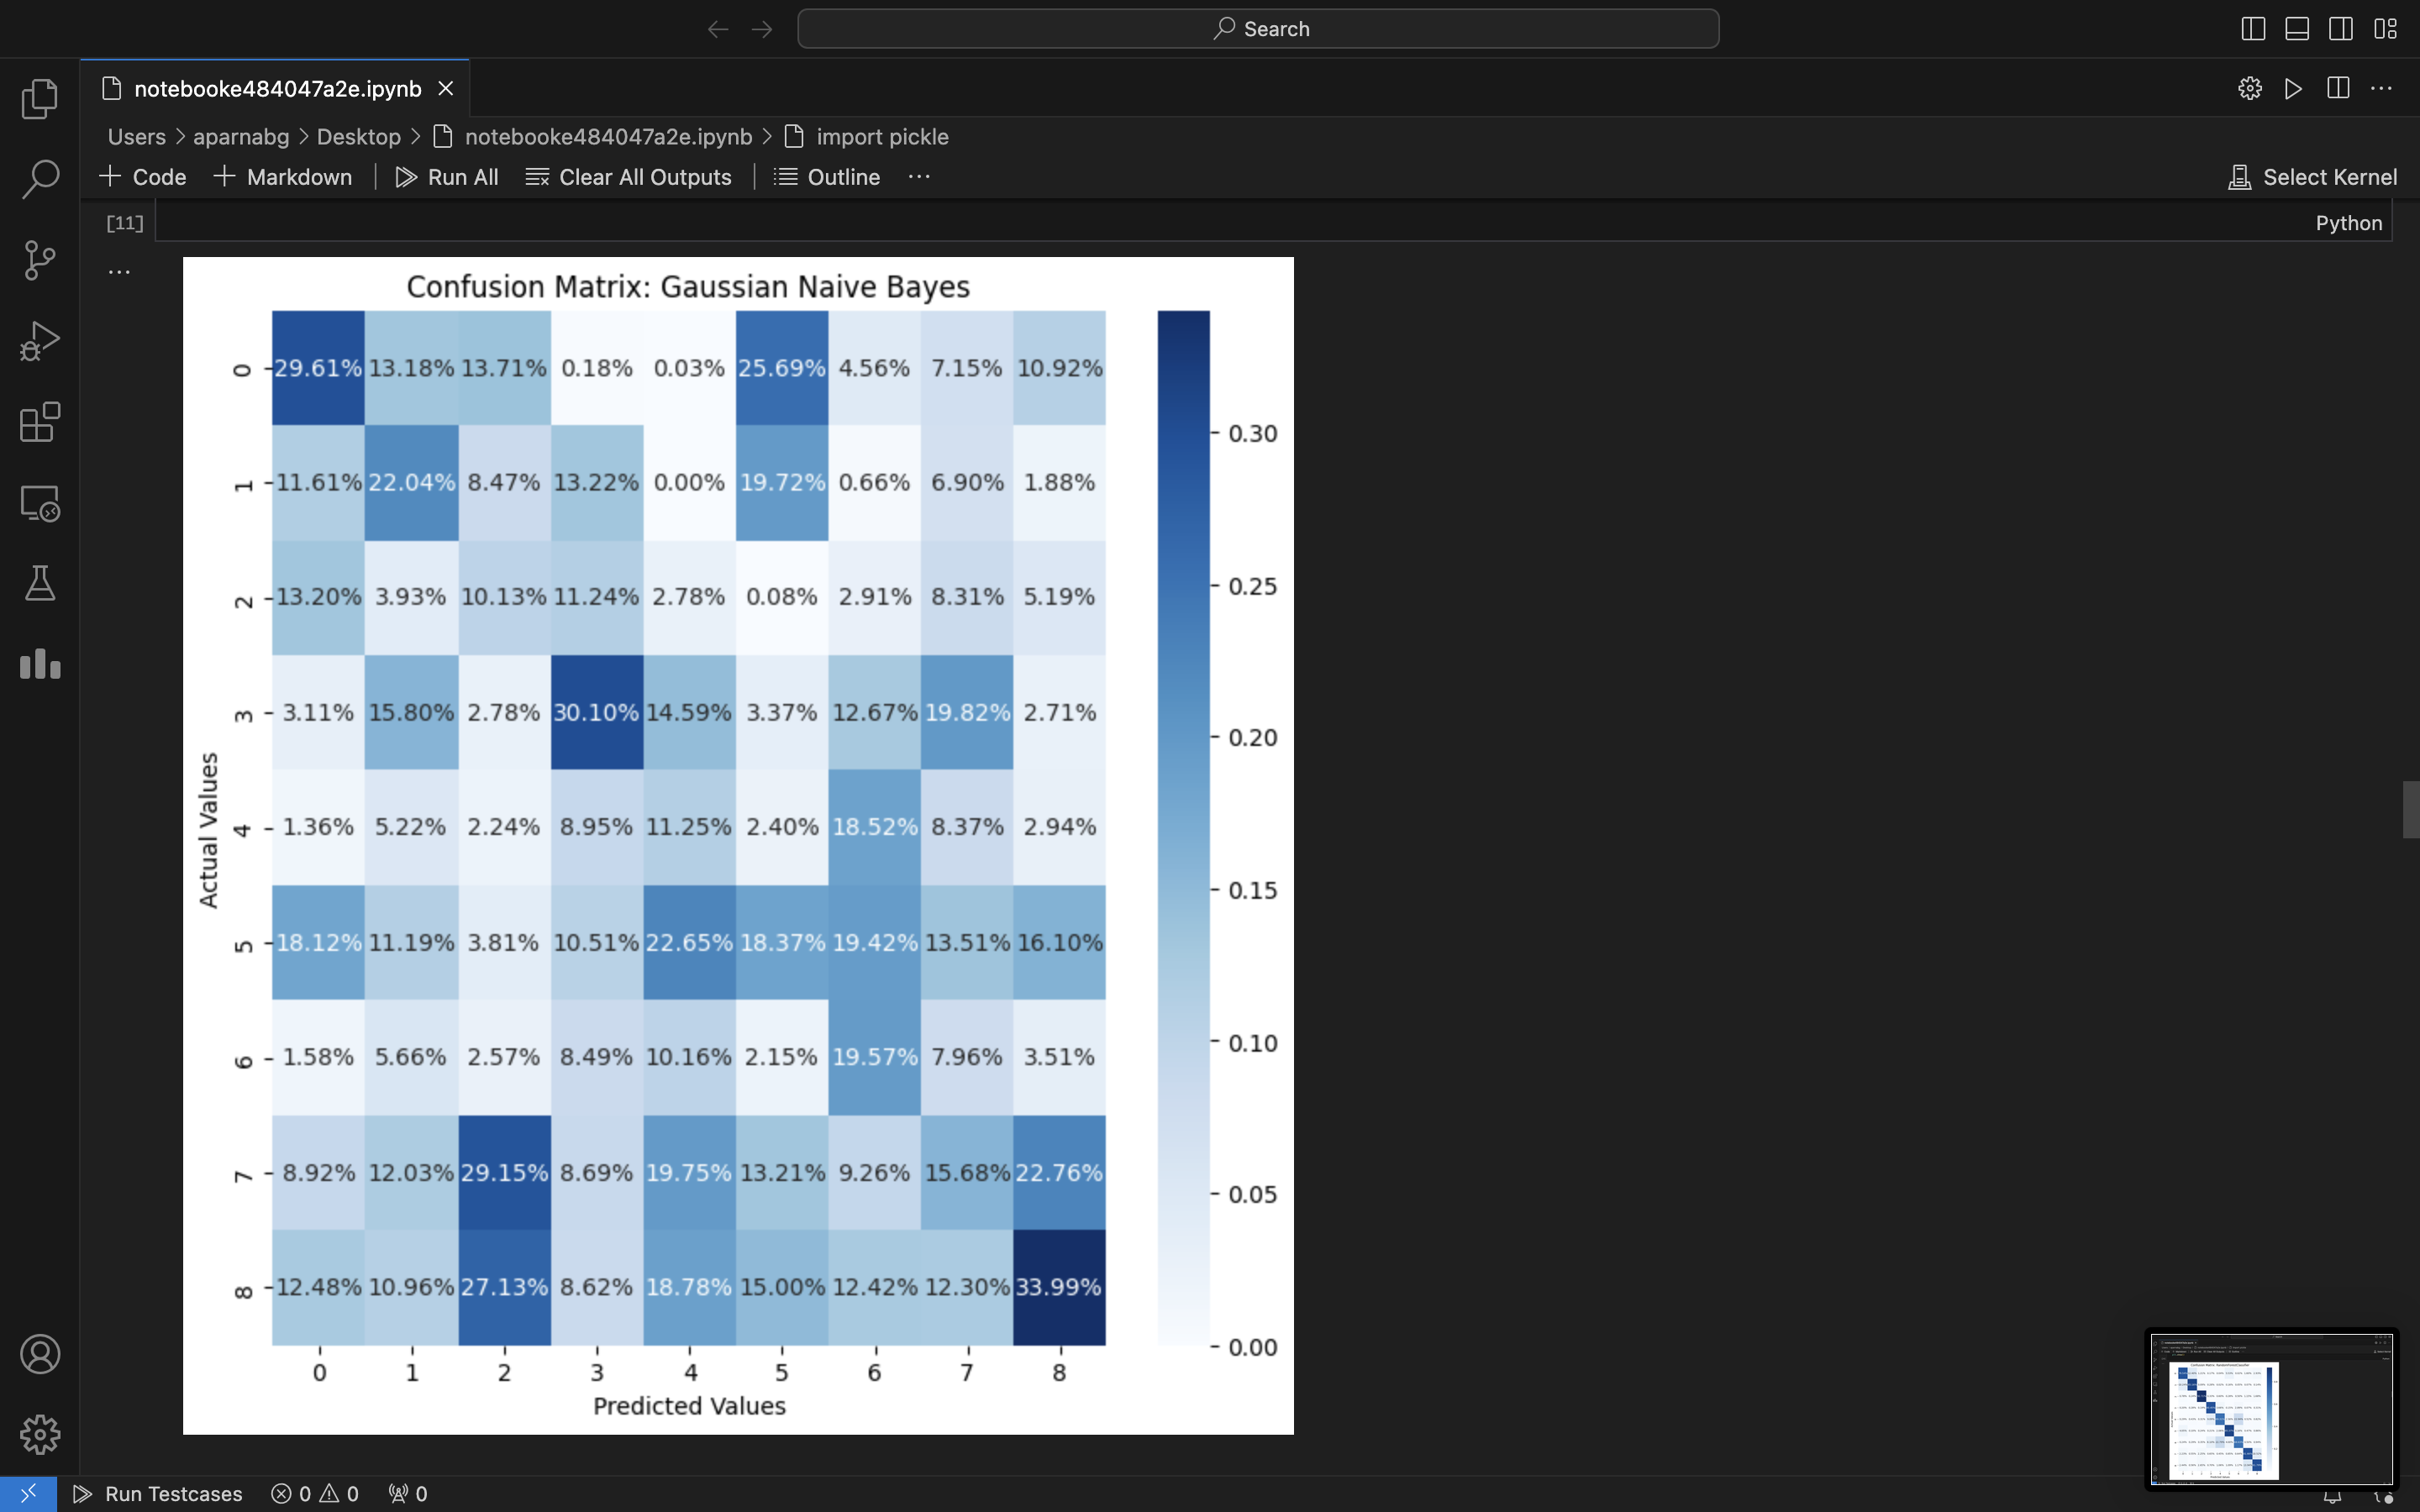 Search
notebooke484047a2e.ipynb
Users > aparnabg > Desktop > notebooke484047a2e.ipynb > import pickle
+ Code + Markdown | Run All Clear All Outputs | Outline ... Select Kernel
[11] Python
...
Confusion Matrix: Gaussian Naive Bayes
0 29.61% 13.18% 13.71% 0.18% 0.03% 25.69% 4.56% 7.15% 10.92%
1 11.61% 22.04% 8.47% 13.22% 0.00% 19.72% 0.66% 6.90% 1.88%
2 13.20% 3.93% 10.13% 11.24% 2.78% 0.08% 2.91% 8.31% 5.19%
3 3.11% 15.80% 2.78% 30.10% 14.59% 3.37% 12.67% 19.82% 2.71%
4 1.36% 5.22% 2.24% 8.95% 11.25% 2.40% 18.52% 8.37% 2.94%
5 18.12% 11.19% 3.81% 10.51% 22.65% 18.37% 19.42% 13.51% 16.10%
6 1.58% 5.66% 2.57% 8.49% 10.16% 2.15% 19.57% 7.96% 3.51%
7 8.92% 12.03% 29.15% 8.69% 19.75% 13.21% 9.26% 15.68% 22.76%
8 12.48% 10.96% 27.13% 8.62% 18.78% 15.00% 12.42% 12.30% 33.99%
0 1 2 3 4 5 6 7 8
Predicted Values
Actual Values
0.30
0.25
0.20
0.15
0.10
0.05
0.00
Run Testcases 0 0 0